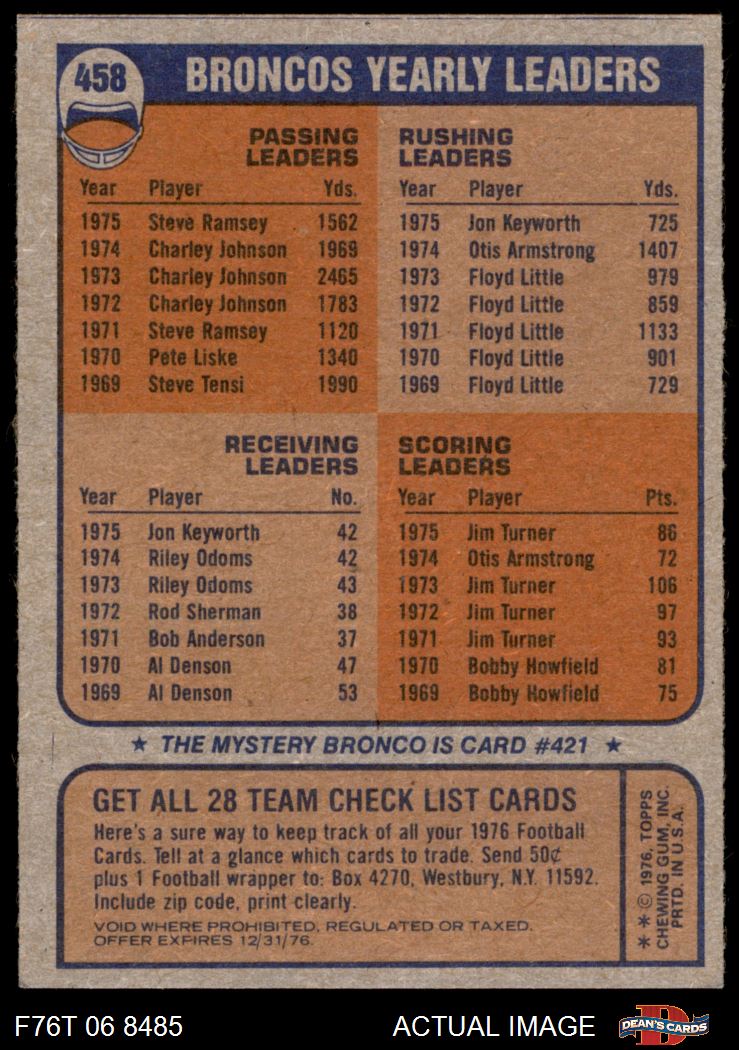 458
BRONCOS YEARLY LEADERS
PASSING
LEADERS
Year Player Yds.
1975 Steve Ramsey 1562
1974 Charley Johnson 1969
1973 Charley Johnson 2465
1972 Charley Johnson 1783
1971 Steve Ramsey 1120
1970 Pete Liske 1340
1969 Steve Tensi 1990
RUSHING
LEADERS
Year Player Yds.
1975 Jon Keyworth 725
1974 Otis Armstrong 1407
1973 Floyd Little 979
1972 Floyd Little 859
1971 Floyd Little 1133
1970 Floyd Little 901
1969 Floyd Little 729
RECEIVING
LEADERS
Year Player No.
1975 Jon Keyworth 42
1974 Riley Odoms 42
1973 Riley Odoms 43
1972 Rod Sherman 38
1971 Bob Anderson 37
1970 Al Denson 47
1969 Al Denson 53
SCORING
LEADERS
Year Player Pts.
1975 Jim Turner 86
1974 Otis Armstrong 72
1973 Jim Turner 106
1972 Jim Turner 97
1971 Jim Turner 93
1970 Bobby Howfield 81
1969 Bobby Howfield 75
★ THE MYSTERY BRONCO IS CARD #421 ★
GET ALL 28 TEAM CHECK LIST CARDS
Here's a sure way to keep track of all your 1976 Football
Cards. Tell at a glance which cards to trade. Send 50¢
plus 1 Football wrapper to: Box 4270, Westbury, N.Y. 11592.
Include zip code, print clearly.
VOID WHERE PROHIBITED, REGULATED OR TAXED.
OFFER EXPIRES 12/31/76.
* * © 1976, TOPPS
CHEWING GUM, INC.
PRTD. IN U.S.A.
F76T 06 8485
ACTUAL IMAGE
D
DEAN'S CARDS